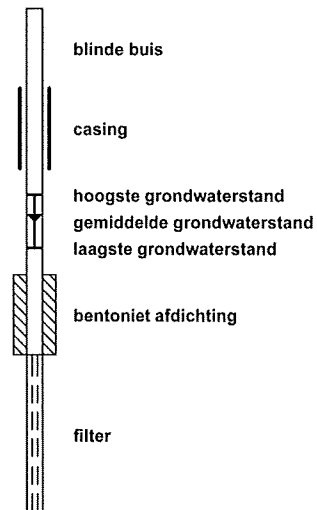 blinde buis
casing
hoogste grondwaterstand
gemiddelde grondwaterstand
laagste grondwaterstand
bentoniet afdichting
filter